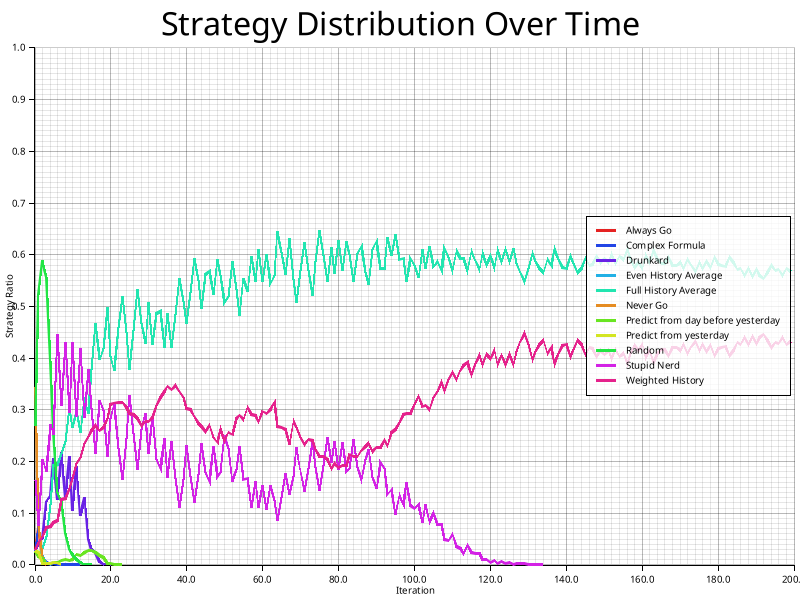 Strategy Distribution Over Time
1.0
0.9
0.8
0.7
0.6
0.5
0.4
0.3
0.2
0.1
0.0
Strategy Ratio
Always Go
Complex Formula
Drunkard
Even History Average
Full History Average
Never Go
Predict from day before yesterday
Predict from yesterday
Random
Stupid Nerd
Weighted History
0.0 20.0 40.0 60.0 80.0 100.0 120.0 140.0 160.0 180.0 200.
Iteration